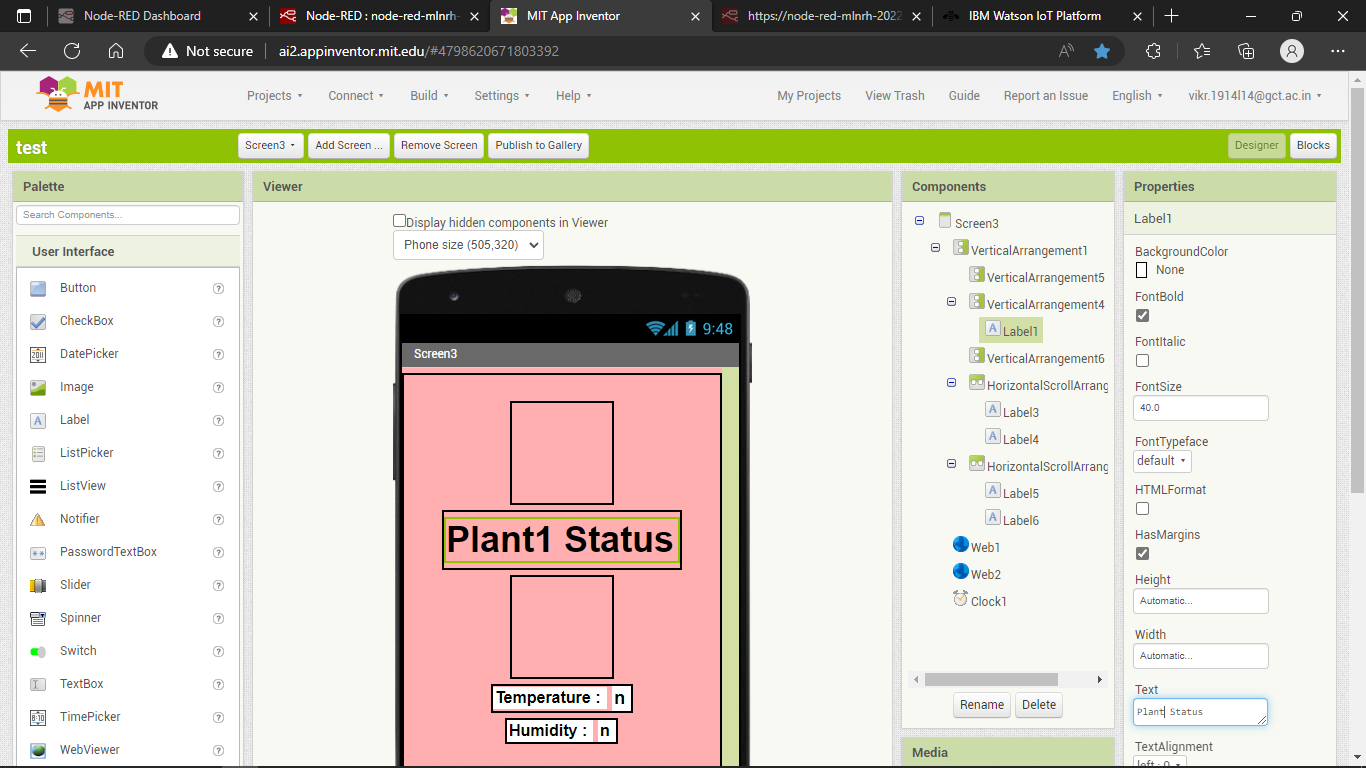 Node-RED Dashboard
Node-RED : node-red-mlnrh-
MIT App Inventor
https://node-red-mlnrh-2022
IBM Watson IoT Platform
Not secure
ai2.appinventor.mit.edu/#4798620671803392
MIT
APP INVENTOR
Projects
Connect
Build
Settings
Help
My Projects
View Trash
Guide
Report an Issue
English
vikr.1914l14@gct.ac.in
test
Screen3
Add Screen ...
Remove Screen
Publish to Gallery
Designer
Blocks
Palette
Search Components...
User Interface
Button
?
CheckBox
?
DatePicker
?
Image
?
A
Label
?
ListPicker
?
ListView
?
Notifier
?
PasswordTextBox
?
Slider
?
Spinner
?
Switch
?
TextBox
?
TimePicker
?
WebViewer
?
Viewer
Display hidden components in Viewer
Phone size (505,320)
9:48
Screen3
Plant1 Status
Temperature :
n
Humidity :
n
Components
Screen3
VerticalArrangement1
VerticalArrangement5
VerticalArrangement4
A Label1
VerticalArrangement6
HorizontalScrollArrang
A Label3
A Label4
HorizontalScrollArrang
A Label5
A Label6
Web1
Web2
Clock1
Rename
Delete
Media
Properties
Label1
BackgroundColor
None
FontBold
FontItalic
FontSize
40.0
FontTypeface
default
HTMLFormat
HasMargins
Height
Automatic...
Width
Automatic...
Text
Plant Status
TextAlignment
left : 0